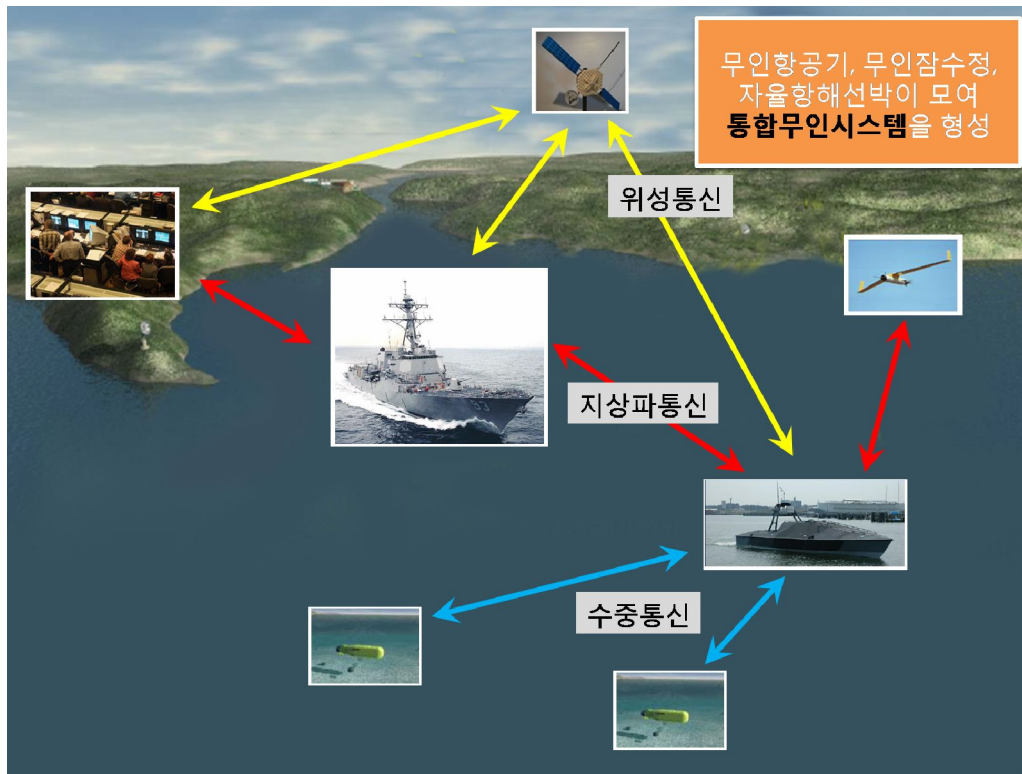 무인항공기, 무인잠수정,
자율항해선박이 모여
통합무인시스템을 형성
위성통신
지상파통신
수중통신